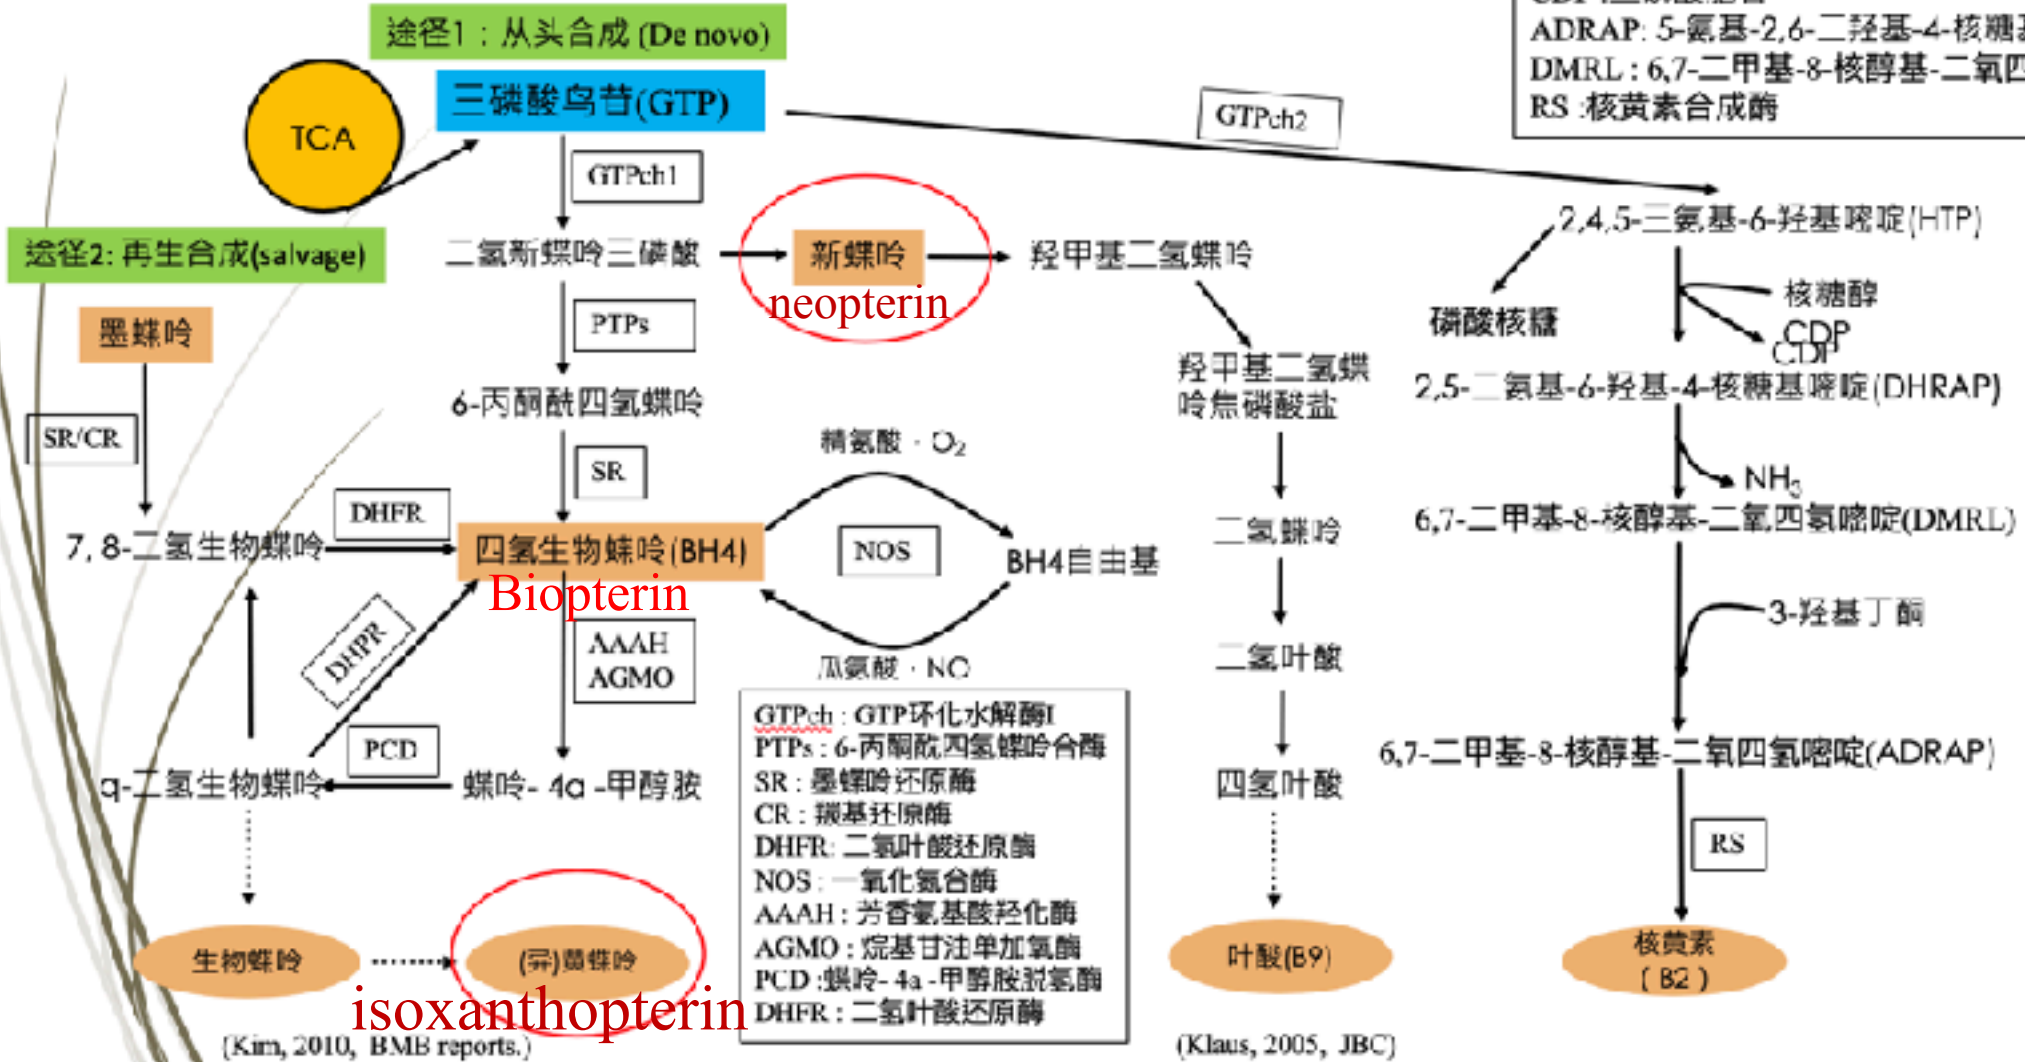 途径1：从头合成 (De novo)
三磷酸鸟苷(GTP)
TCA
GTPch1
GTPch2
ADRAP: 5-氨基-2,6-二羟基-4-核糖
DMRL : 6,7-二甲基-8-核醇基-二氧四
RS :核黄素合成酶
途径2: 再生合成(salvage)
二氢新蝶呤三磷酸
新蝶呤
neopterin
羟甲基二氢蝶呤
2,4,5-三氨基-6-羟基嘧啶(HTP)
墨蝶呤
PTPs
磷酸核糖
核糖醇
CDP
CDP
SR/CR
6-丙酮酰四氢蝶呤
羟甲基二氢蝶
呤焦磷酸盐
2,5-二氨基-6-羟基-4-核糖基嘧啶(DHRAP)
SR
精氨酸 · O2
NH3
DHFR
7, 8-二氢生物蝶呤
四氢生物蝶呤(BH4)
Biopterin
NOS
BH4自由基
二氢蝶呤
6,7-二甲基-8-核醇基-二氧四氢嘧啶(DMRL)
DHPR
AAAH
AGMO
瓜氨酸 · NO
二氢叶酸
3-羟基丁酮
PCD
q-二氢生物蝶呤
蝶呤- 4a -甲醇胺
四氢叶酸
6,7-二甲基-8-核醇基-二氧四氢嘧啶(ADRAP)
GTPch : GTP环化水解酶I
PTPs : 6-丙酮酰四氢蝶呤合酶
SR : 墨蝶呤还原酶
CR : 羰基还原酶
DHFR: 二氢叶酸还原酶
NOS : 一氧化氮合酶
AAAH : 芳香氨基酸羟化酶
AGMO : 烷基甘注单加氧酶
PCD :蝶呤- 4a -甲醇胺脱氢酶
DHFR : 二氢叶酸还原酶
RS
生物蝶呤
(异)黄蝶呤
isoxanthopterin
叶酸(B9)
核黄素
( B2 )
(Kim, 2010, BMB reports.)
(Klaus, 2005, JBC)